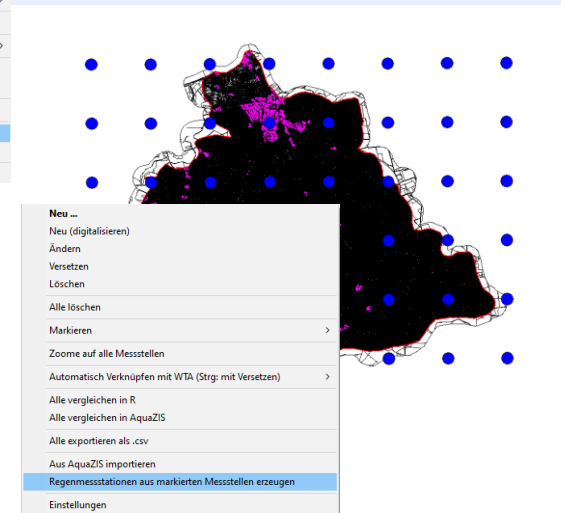 Neu ...
Neu (digitalisieren)
Ändern
Versetzen
Löschen
Alle löschen
Markieren
Zoome auf alle Messstellen
Automatisch Verknüpfen mit WTA (Strg: mit Versetzen)
Alle vergleichen in R
Alle vergleichen in AquaZIS
Alle exportieren als .csv
Aus AquaZIS importieren
Regenmessstationen aus markierten Messstellen erzeugen
Einstellungen